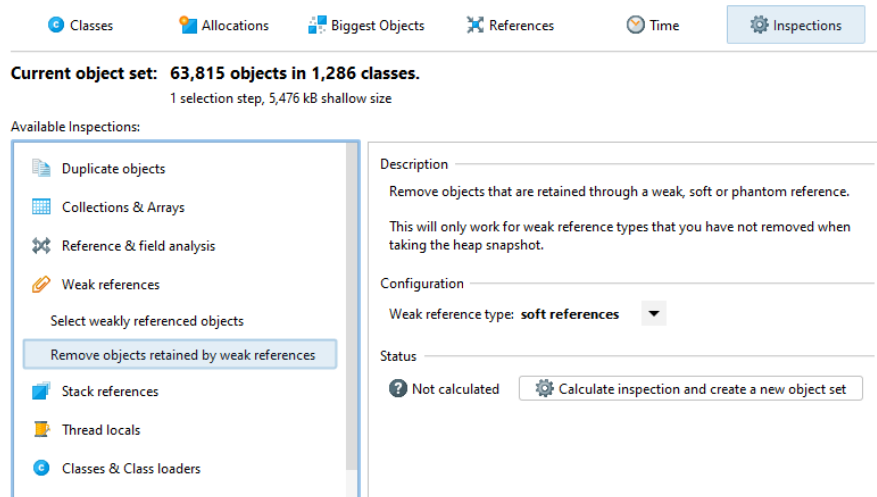 Classes
Allocations
Biggest Objects
References
Time
Inspections
Current object set: 63,815 objects in 1,286 classes.
1 selection step, 5,476 kB shallow size
Available Inspections:
Duplicate objects
Collections & Arrays
Reference & field analysis
Weak references
Select weakly referenced objects
Remove objects retained by weak references
Stack references
Thread locals
Classes & Class loaders
Description
Remove objects that are retained through a weak, soft or phantom reference.
This will only work for weak reference types that you have not removed when
taking the heap snapshot.
Configuration
Weak reference type: soft references
Status
Not calculated
Calculate inspection and create a new object set